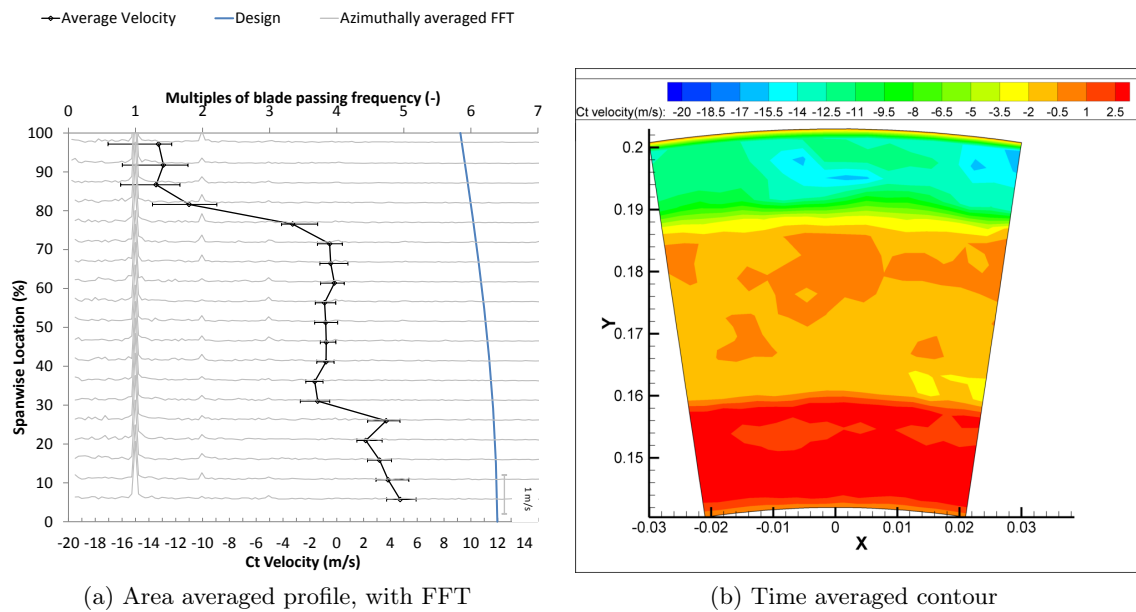 Average Velocity Design Azimuthally averaged FFT
Multiples of blade passing frequency (-)
0 1 2 3 4 5 6 7
100
90
80
70
60
50
40
30
20
10
0
Spanwise Location (%)
1 m/s
-20 -18 -16 -14 -12 -10 -8 -6 -4 -2 0 2 4 6 8 10 12 14
Ct Velocity (m/s)
(a) Area averaged profile, with FFT
Ct velocity(m/s): -20 -18.5 -17 -15.5 -14 -12.5 -11 -9.5 -8 -6.5 -5 -3.5 -2 -0.5 1 2.5
0.2
0.19
0.18
0.17
0.16
0.15
Y
-0.03 -0.02 -0.01 0 0.01 0.02 0.03
X
(b) Time averaged contour